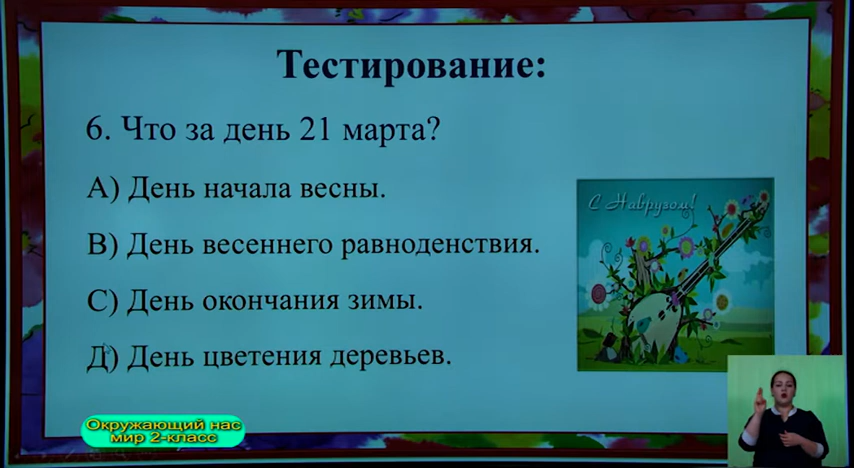 Тестирование:
6. Что за день 21 марта?
А) День начала весны.
В) День весеннего равноденствия.
С) День окончания зимы.
Д) День цветения деревьев.
С Наврузом!
Окружающий нас
мир 2-класс